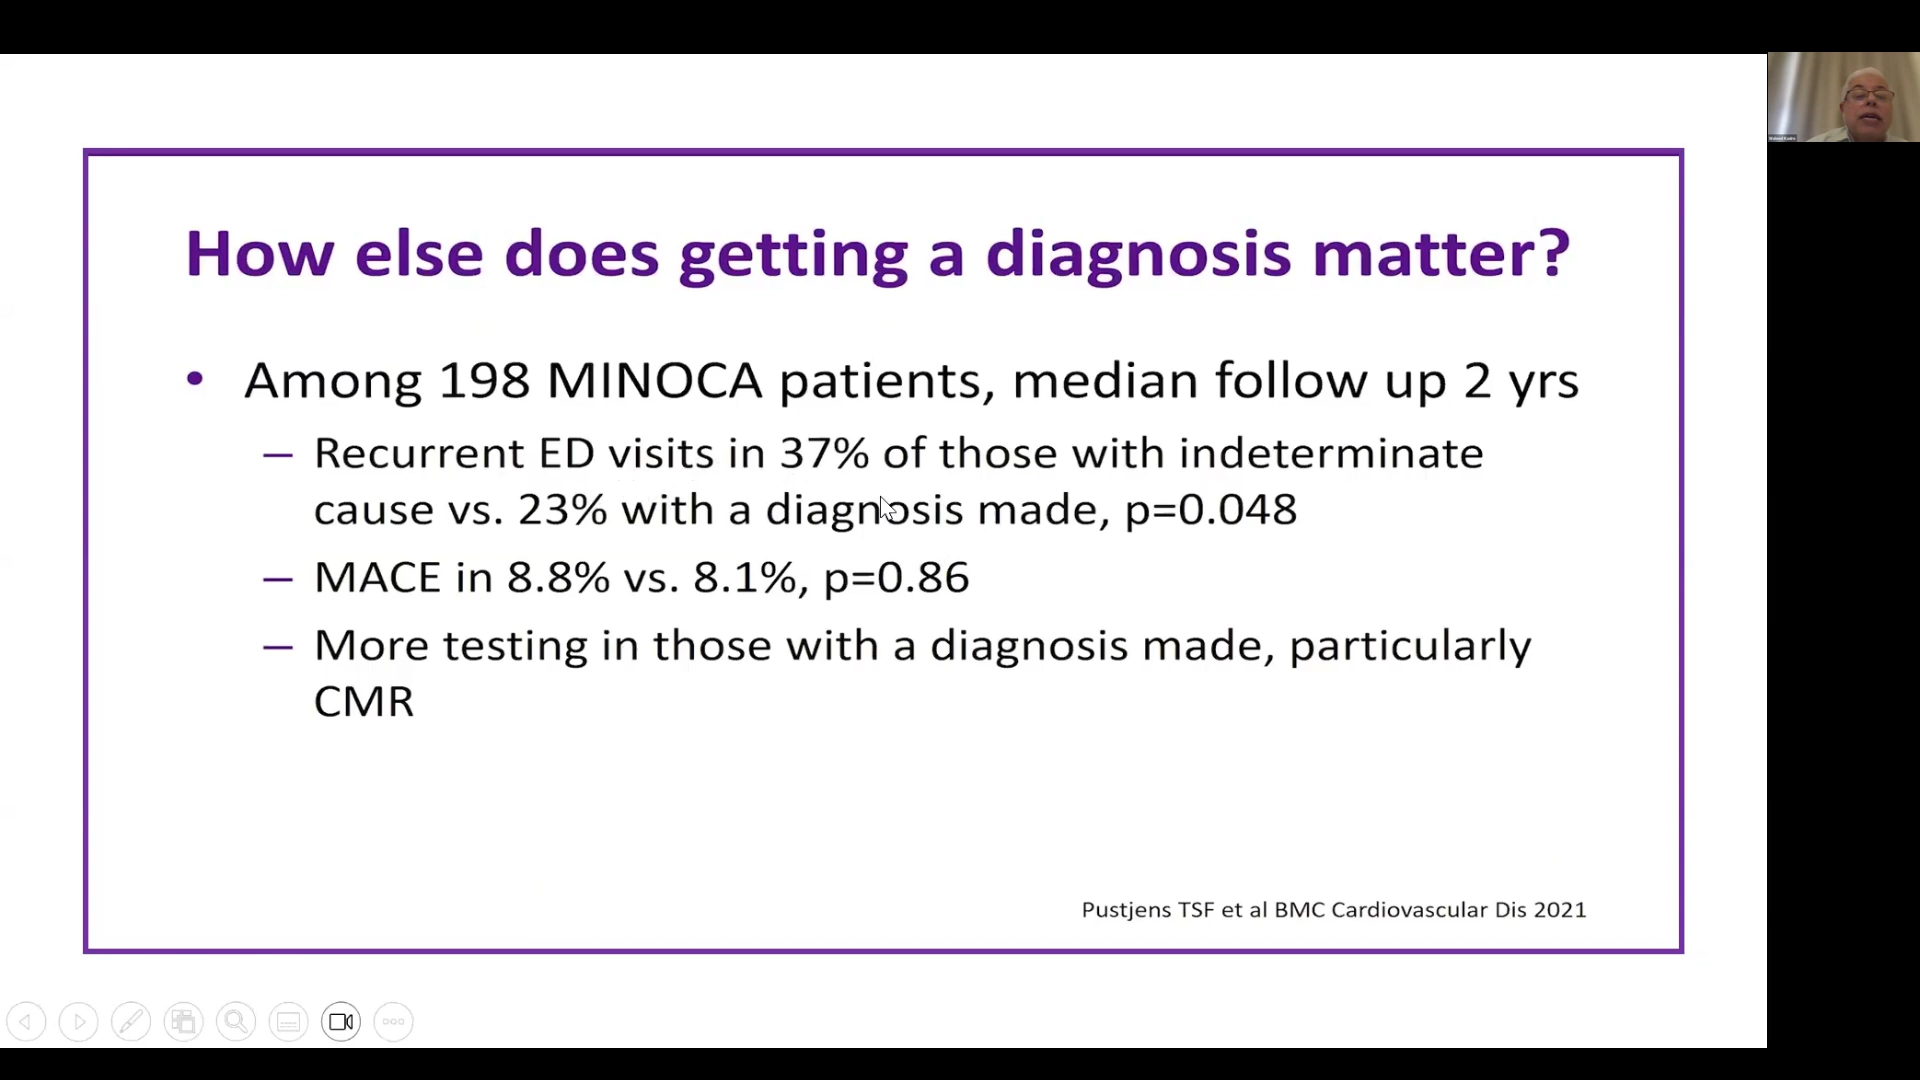 How else does getting a diagnosis matter?
• Among 198 MINOCA patients, median follow up 2 yrs
– Recurrent ED visits in 37% of those with indeterminate
cause vs. 23% with a diagnosis made, p=0.048
– MACE in 8.8% vs. 8.1%, p=0.86
– More testing in those with a diagnosis made, particularly
CMR
Pustjens TSF et al BMC Cardiovascular Dis 2021